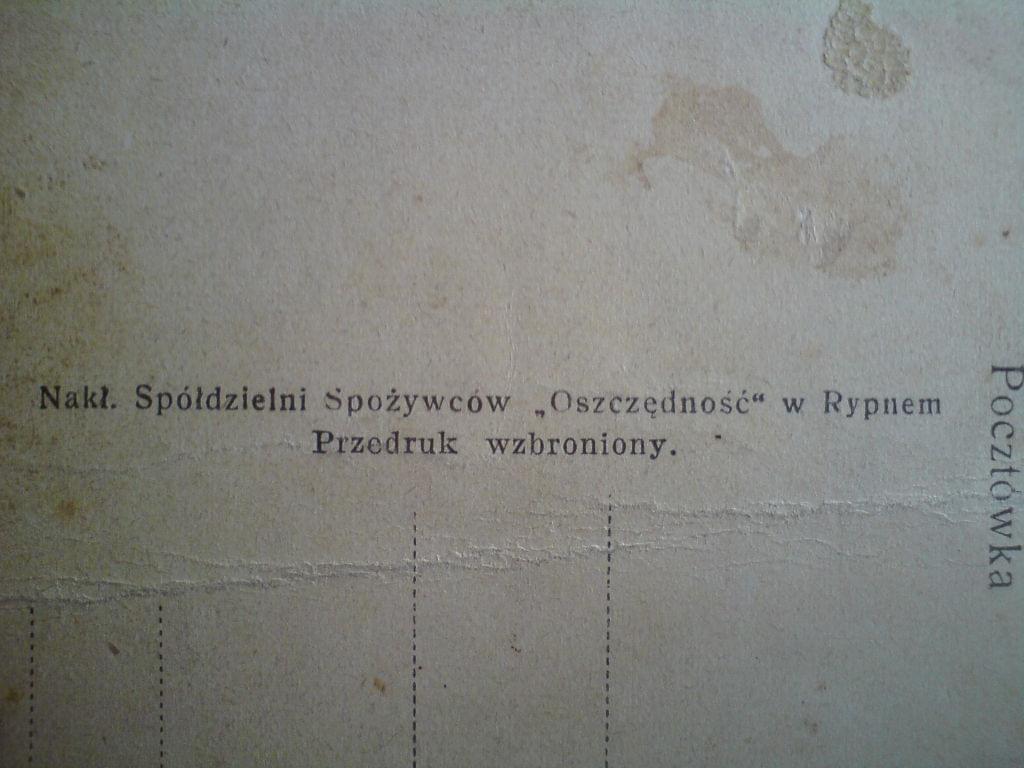 Nakł. Spółdzielni Spożywców „Oszczędność“ w Rypnem
Przedruk wzbroniony.
Pocztówka